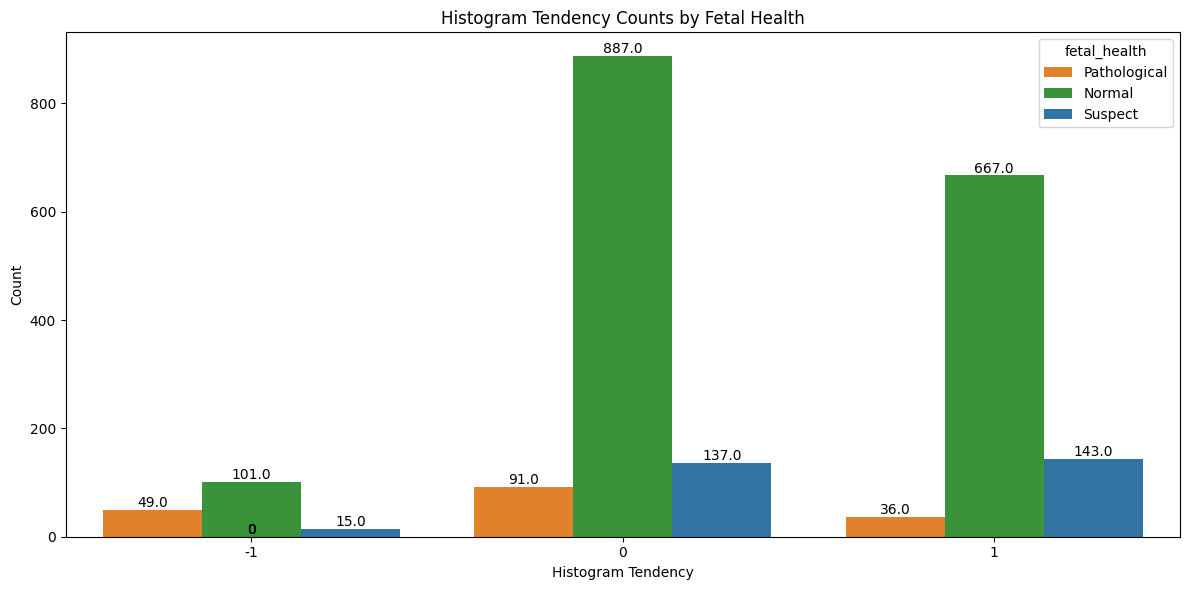 Histogram Tendency Counts by Fetal Health
887.0
fetal_health
Pathological
Normal
Suspect
800
667.0
600
Count
400
200
49.0
101.0
15.0
91.0
137.0
36.0
143.0
0
0
-1
0
1
Histogram Tendency